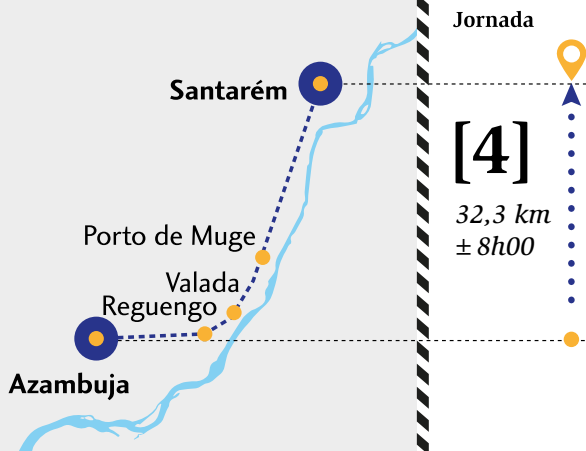 Jornada
Santarém
[4]
32,3 km
± 8h00
Porto de Muge
Valada
Reguengo
Azambuja